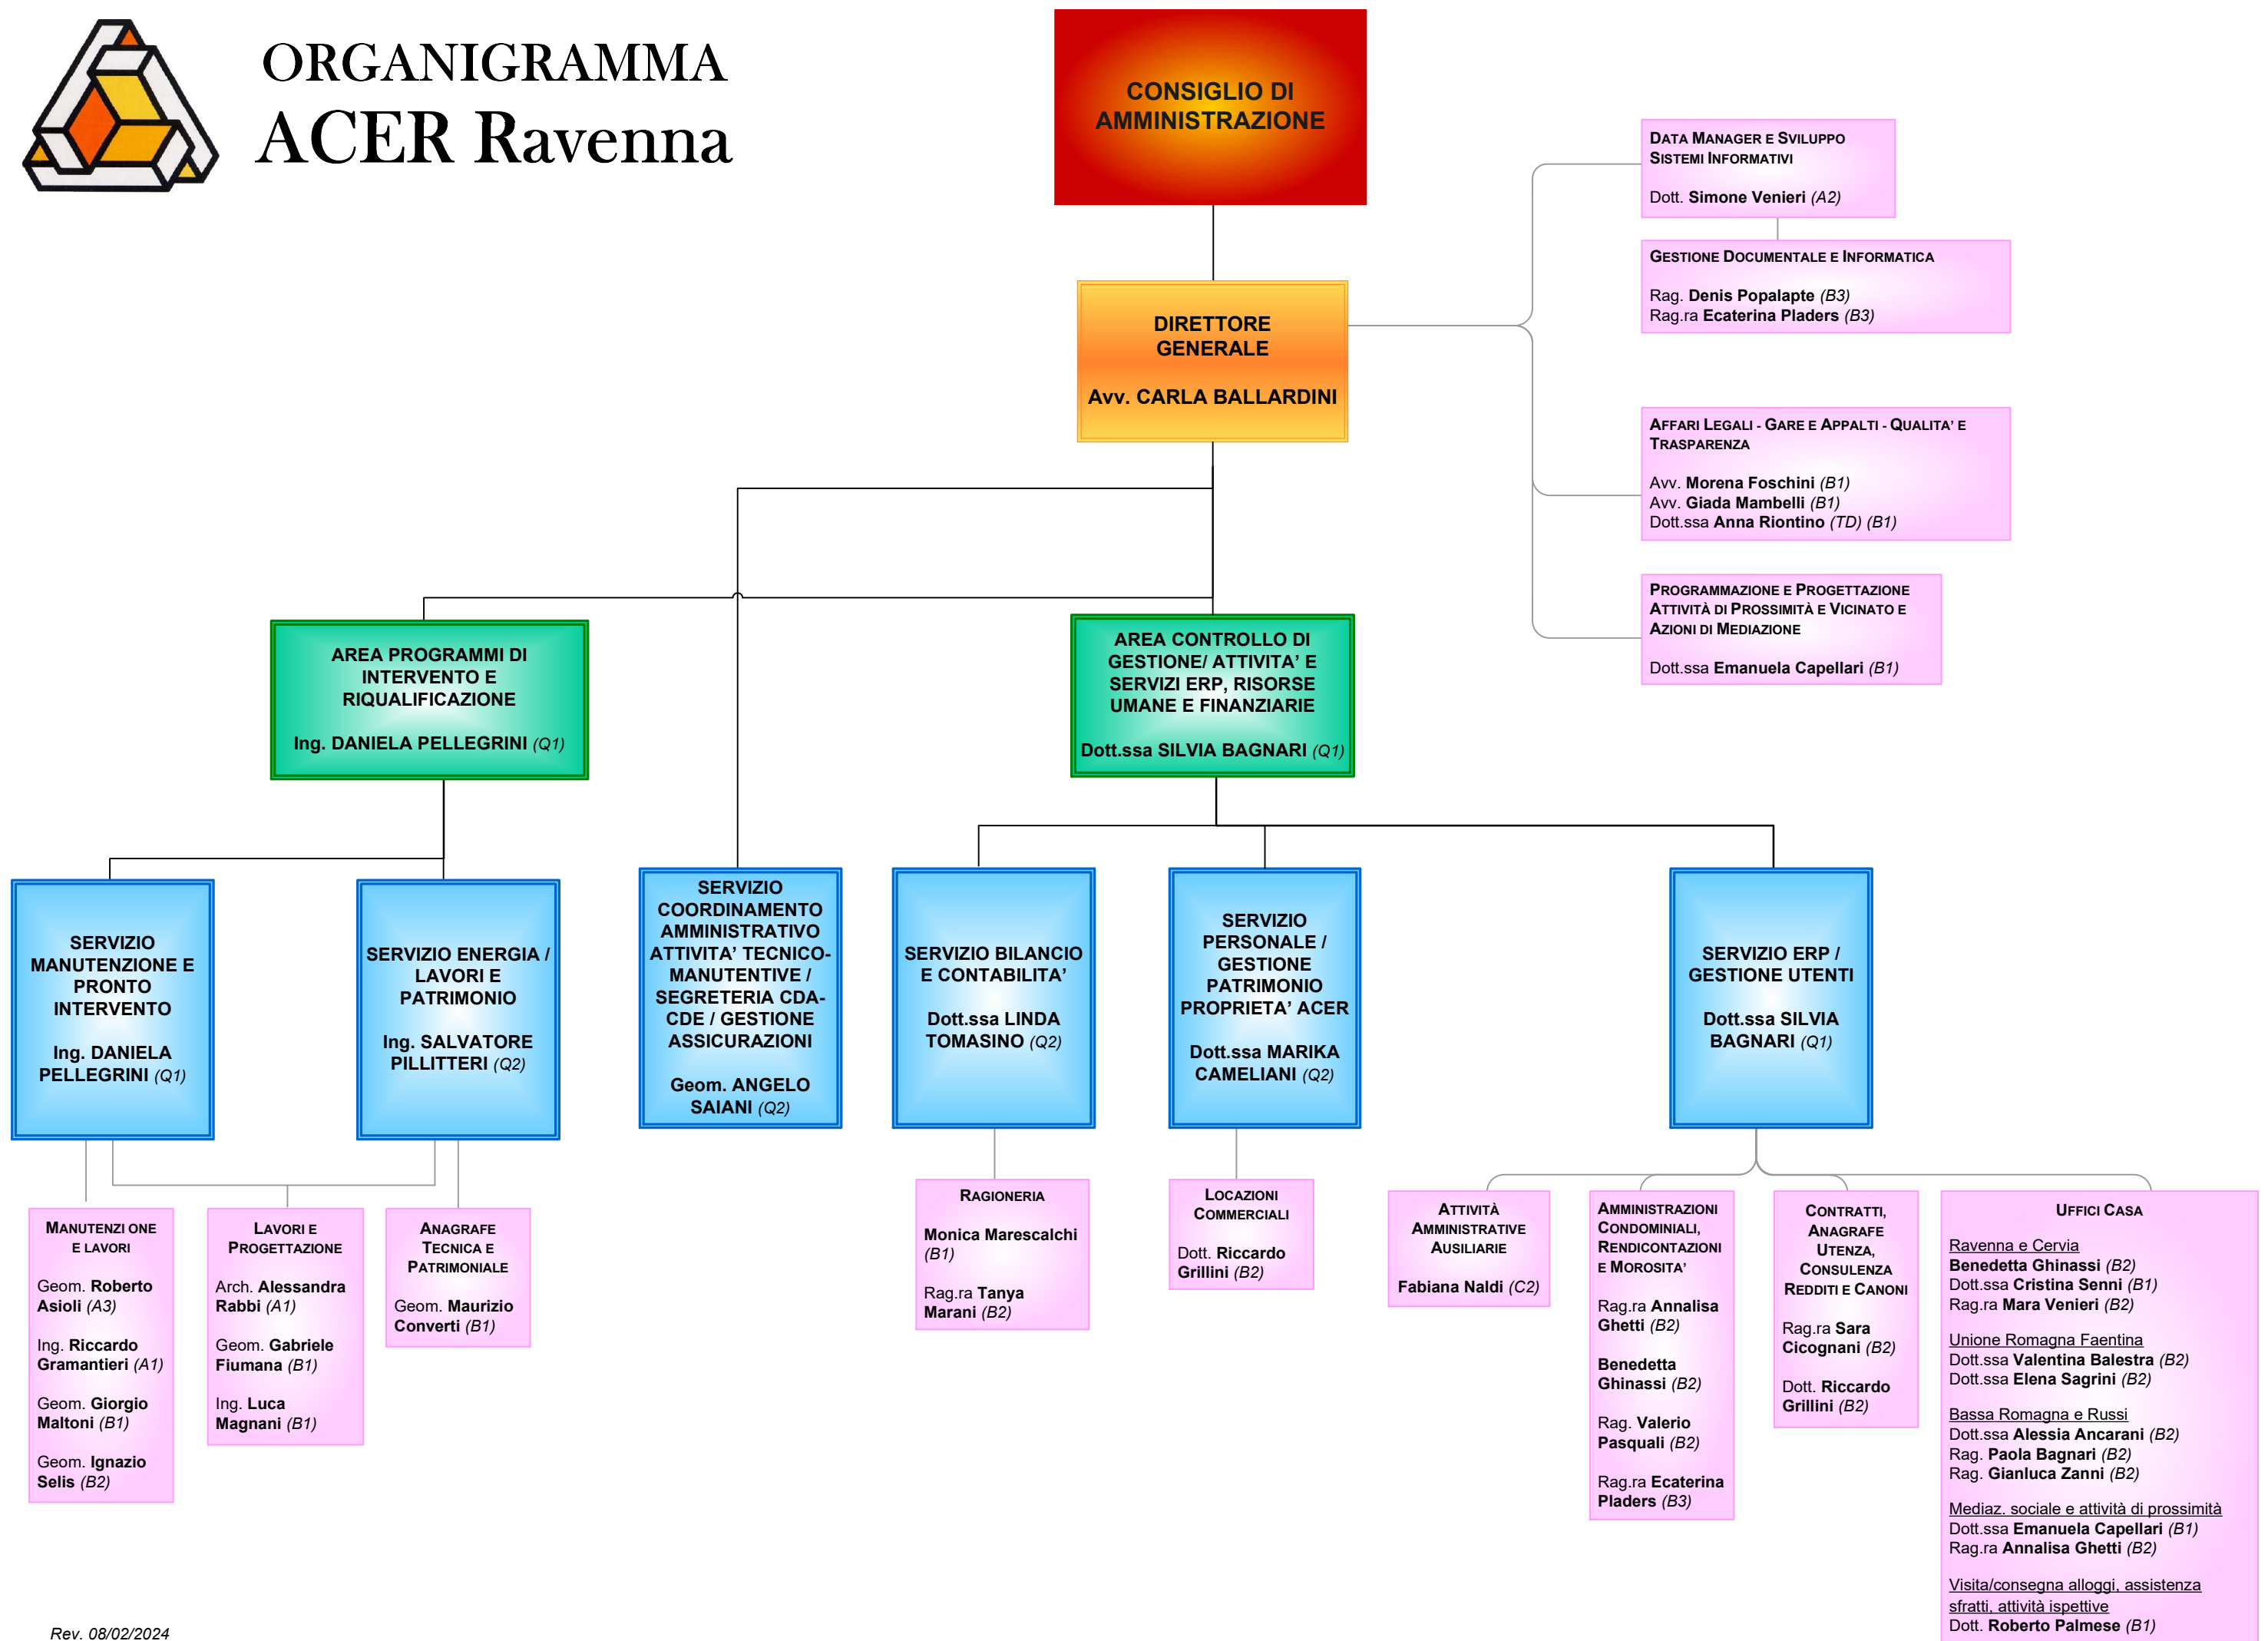 ORGANIGRAMMA
ACER Ravenna
CONSIGLIO DI
AMMINISTRAZIONE
DATA MANAGER E SVILUPPO
SISTEMI INFORMATIVI
Dott. Simone Venieri (A2)
GESTIONE DOCUMENTALE E INFORMATICA
Rag. Denis Popalapte (B3)
Rag.ra Ecaterina Pladers (B3)
DIRETTORE
GENERALE
Avv. CARLA BALLARDINI
AFFARI LEGALI - GARE E APPALTI - QUALITA' E
TRASPARENZA
Avv. Morena Foschini (B1)
Avv. Giada Mambelli (B1)
Dott.ssa Anna Riontino (TD) (B1)
PROGRAMMAZIONE E PROGETTAZIONE
ATTIVITÀ DI PROSSIMITÀ E VICINATO E
AZIONI DI MEDIAZIONE
Dott.ssa Emanuela Capellari (B1)
AREA PROGRAMMI DI
INTERVENTO E
RIQUALIFICAZIONE
Ing. DANIELA PELLEGRINI (Q1)
AREA CONTROLLO DI
GESTIONE/ ATTIVITA' E
SERVIZI ERP, RISORSE
UMANE E FINANZIARIE
Dott.ssa SILVIA BAGNARI (Q1)
SERVIZIO
MANUTENZIONE E
PRONTO
INTERVENTO
Ing. DANIELA
PELLEGRINI (Q1)
SERVIZIO ENERGIA /
LAVORI E
PATRIMONIO
Ing. SALVATORE
PILLITTERI (Q2)
SERVIZIO
COORDINAMENTO
AMMINISTRATIVO
ATTIVITA' TECNICO-
MANUTENTIVE /
SEGRETERIA CDA-
CDE / GESTIONE
ASSICURAZIONI
Geom. ANGELO
SAIANI (Q2)
SERVIZIO BILANCIO
E CONTABILITA'
Dott.ssa LINDA
TOMASINO (Q2)
SERVIZIO
PERSONALE /
GESTIONE
PATRIMONIO
PROPRIETA' ACER
Dott.ssa MARIKA
CAMELIANI (Q2)
SERVIZIO ERP /
GESTIONE UTENTI
Dott.ssa SILVIA
BAGNARI (Q1)
MANUTENZI ONE
E LAVORI
Geom. Roberto
Asioli (A3)
Ing. Riccardo
Gramantieri (A1)
Geom. Giorgio
Maltoni (B1)
Geom. Ignazio
Selis (B2)
LAVORI E
PROGETTAZIONE
Arch. Alessandra
Rabbi (A1)
Geom. Gabriele
Fiumana (B1)
Ing. Luca
Magnani (B1)
ANAGRAFE
TECNICA E
PATRIMONIALE
Geom. Maurizio
Converti (B1)
RAGIONERIA
Monica Marescalchi
(B1)
Rag.ra Tanya
Marani (B2)
LOCAZIONI
COMMERCIALI
Dott. Riccardo
Grillini (B2)
ATTIVITÀ
AMMINISTRATIVE
AUSILIARIE
Fabiana Naldi (C2)
AMMINISTRAZIONI
CONDOMINIALI,
RENDICONTAZIONI
E MOROSITA'
Rag.ra Annalisa
Ghetti (B2)
Benedetta
Ghinassi (B2)
Rag. Valerio
Pasquali (B2)
Rag.ra Ecaterina
Pladers (B3)
CONTRATTI,
ANAGRAFE
UTENZA,
CONSULENZA
REDDITI E CANONI
Rag.ra Sara
Cicognani (B2)
Dott. Riccardo
Grillini (B2)
UFFICI CASA
Ravenna e Cervia
Benedetta Ghinassi (B2)
Dott.ssa Cristina Senni (B1)
Rag.ra Mara Venieri (B2)
Unione Romagna Faentina
Dott.ssa Valentina Balestra (B2)
Dott.ssa Elena Sagrini (B2)
Bassa Romagna e Russi
Dott.ssa Alessia Ancarani (B2)
Rag. Paola Bagnari (B2)
Rag. Gianluca Zanni (B2)
Mediaz. sociale e attività di prossimità
Dott.ssa Emanuela Capellari (B1)
Rag.ra Annalisa Ghetti (B2)
Visita/consegna alloggi, assistenza
sfratti, attività ispettive
Dott. Roberto Palmese (B1)
Rev. 08/02/2024